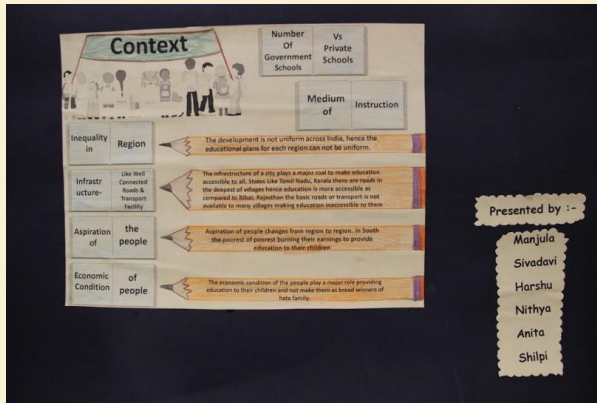 Context
Number
Of
Government
Schools
Vs
Private
Schools
Medium
of
Instruction
Inequality
in
Region
The development is not uniform across India, hence the
educational plans for each region can not be uniform.
Infrastr
ucture-
Like Well
Connected
Roads &
Transport
Facility
The infrastructure of a city plays a major roal to make education
accessible to all. States Like Tamil Nadu, Kerala there are roads in
the deepest of villages hence education is more accessible as
compared to Bihar, Rajasthan the basic roads or transport is not
available to many villages making education inaccessible to them
Aspiration
of
the
people
Aspiration of people changes from region to region. In South
the poorest of poorest burning their earnings to provide
education to their children
Economic
Condition
of
people
The economic condition of the people play a major role providing
education to their children and not make them as bread winners of
hate family.
Presented by :-
Manjula
Sivadavi
Harshu
Nithya
Anita
Shilpi